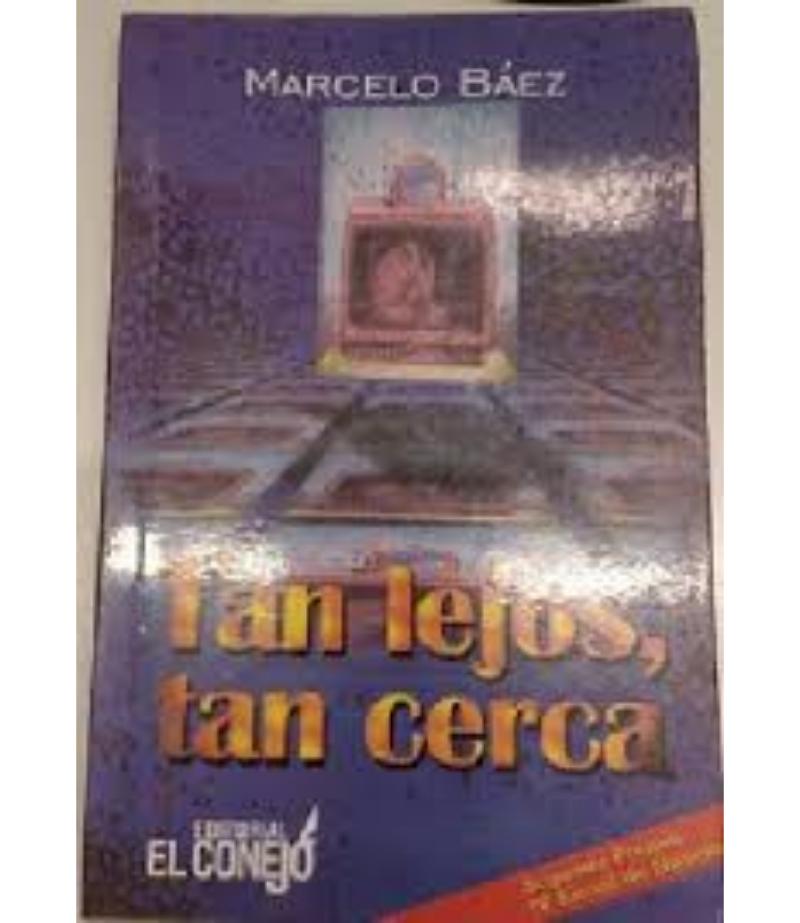 MARCELO BÁEZ
Tan lejos,
tan cerca
EDITORIAL
EL CONEJO